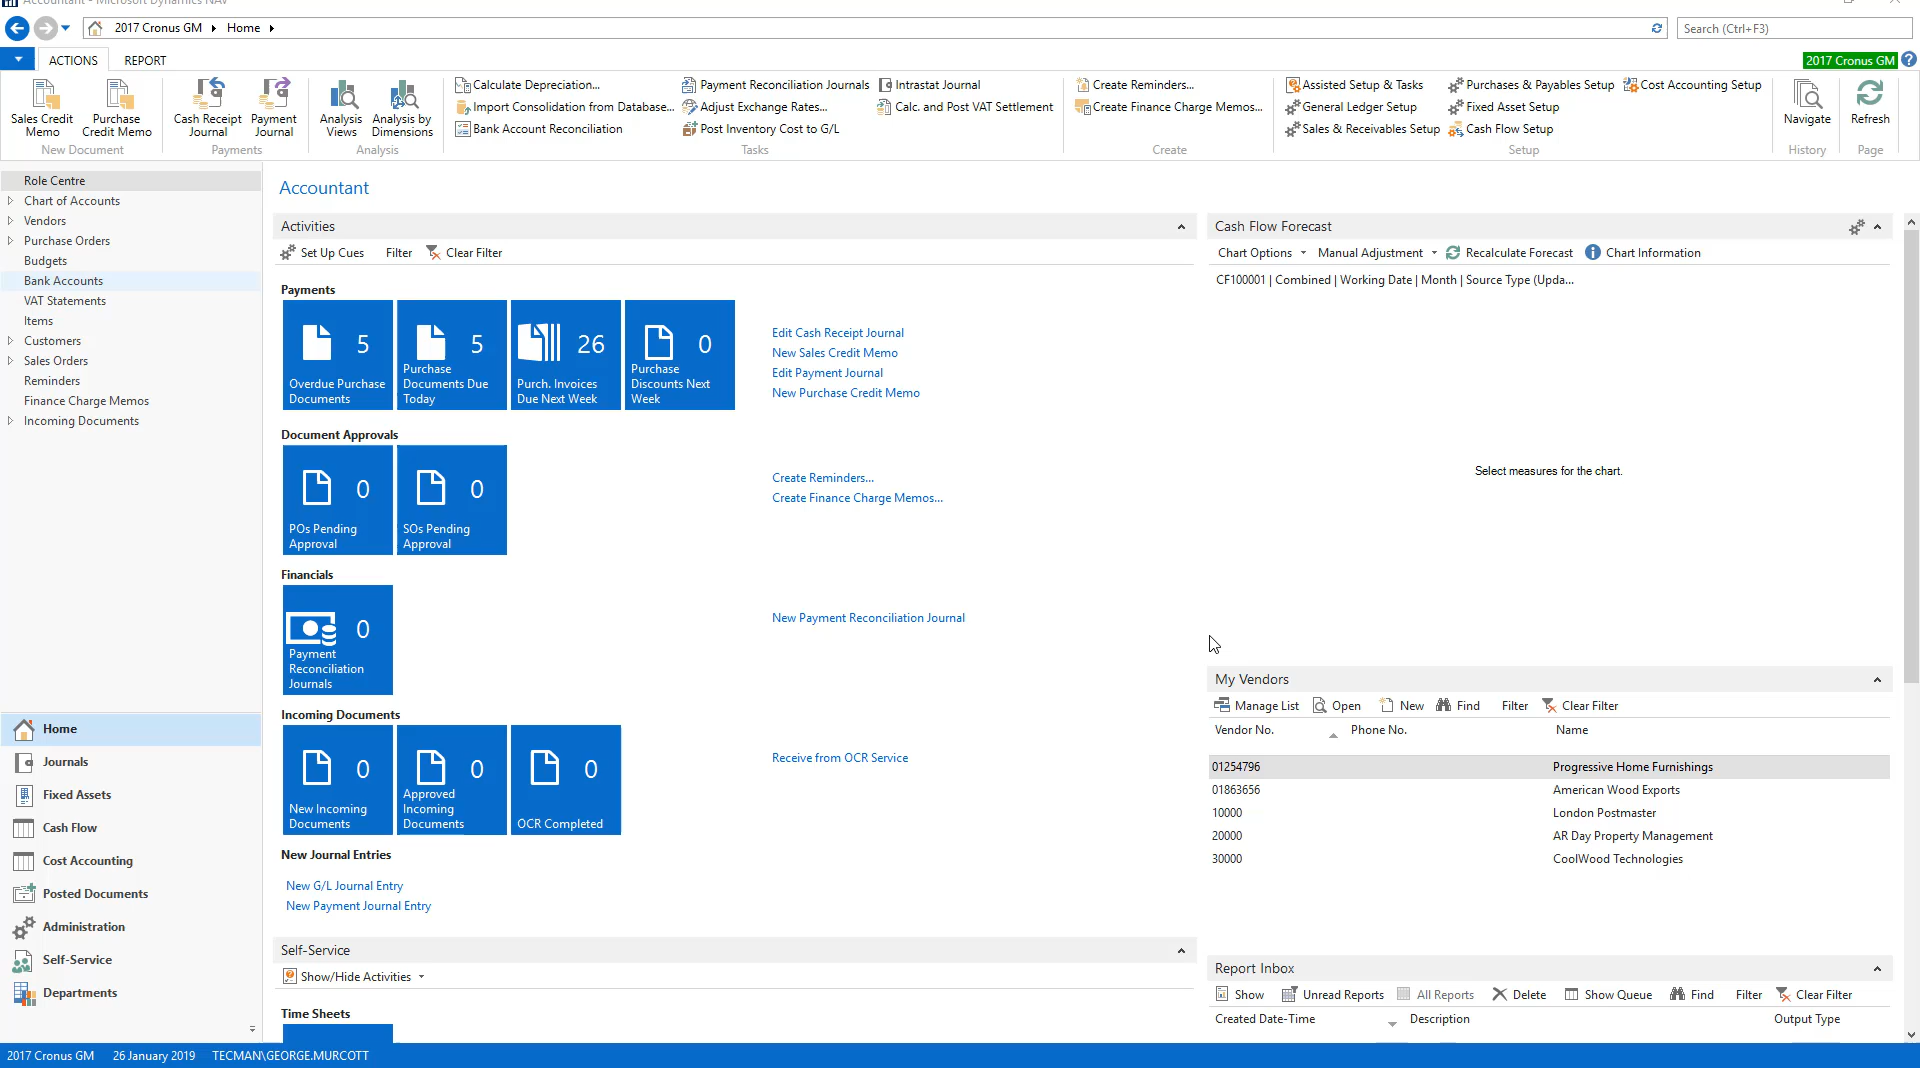 Accountant - Microsoft Dynamics NAV
2017 Cronus GM
Home
Search (Ctrl+F3)
ACTIONS
REPORT
2017 Cronus GM
Sales Credit
Memo
Purchase
Credit Memo
New Document
Cash Receipt
Journal
Payment
Journal
Payments
Analysis
Views
Analysis by
Dimensions
Analysis
Calculate Depreciation...
Import Consolidation from Database...
Bank Account Reconciliation
Payment Reconciliation Journals
Adjust Exchange Rates...
Post Inventory Cost to G/L
Intrastat Journal
Calc. and Post VAT Settlement
Tasks
Create Reminders...
Create Finance Charge Memos...
Create
Assisted Setup & Tasks
General Ledger Setup
Sales & Receivables Setup
Purchases & Payables Setup
Fixed Asset Setup
Cash Flow Setup
Cost Accounting Setup
Setup
Navigate
History
Refresh
Page
Role Centre
Chart of Accounts
Vendors
Purchase Orders
Budgets
Bank Accounts
VAT Statements
Items
Customers
Sales Orders
Reminders
Finance Charge Memos
Incoming Documents
Home
Journals
Fixed Assets
Cash Flow
Cost Accounting
Posted Documents
Administration
Self-Service
Departments
Accountant
Activities
Set Up Cues
Filter
Clear Filter
Payments
5
Overdue Purchase
Documents
5
Purchase
Documents Due
Today
26
Purch. Invoices
Due Next Week
0
Purchase
Discounts Next
Week
Edit Cash Receipt Journal
New Sales Credit Memo
Edit Payment Journal
New Purchase Credit Memo
Document Approvals
0
POs Pending
Approval
0
SOs Pending
Approval
Create Reminders...
Create Finance Charge Memos...
Financials
0
Payment
Reconciliation
Journals
New Payment Reconciliation Journal
Incoming Documents
0
New Incoming
Documents
0
Approved
Incoming
Documents
0
OCR Completed
Receive from OCR Service
New Journal Entries
New G/L Journal Entry
New Payment Journal Entry
Self-Service
Show/Hide Activities
Time Sheets
Cash Flow Forecast
Chart Options
Manual Adjustment
Recalculate Forecast
Chart Information
CF100001 | Combined | Working Date | Month | Source Type (Upda...
Select measures for the chart.
My Vendors
Manage List
Open
New
Find
Filter
Clear Filter
Vendor No.
Phone No.
Name
01254796 Progressive Home Furnishings
01863656 American Wood Exports
10000 London Postmaster
20000 AR Day Property Management
30000 CoolWood Technologies
Report Inbox
Show
Unread Reports
All Reports
Delete
Show Queue
Find
Filter
Clear Filter
Created Date-Time
Description
Output Type
2017 Cronus GM
26 January 2019
TECMAN\GEORGE.MURCOTT